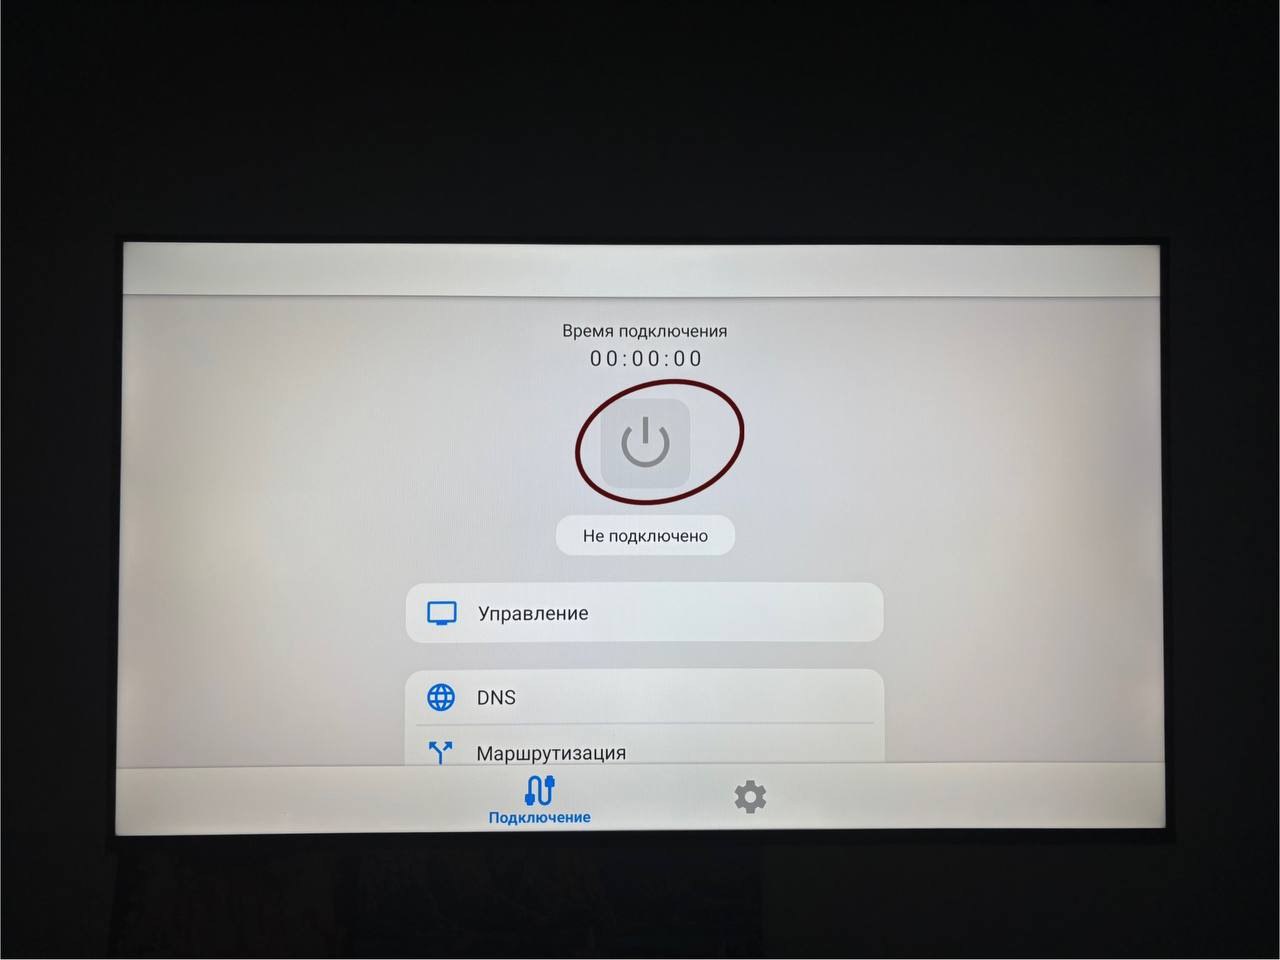 Время подключения
00:00:00
Не подключено
Управление
DNS
Маршрутизация
Подключение